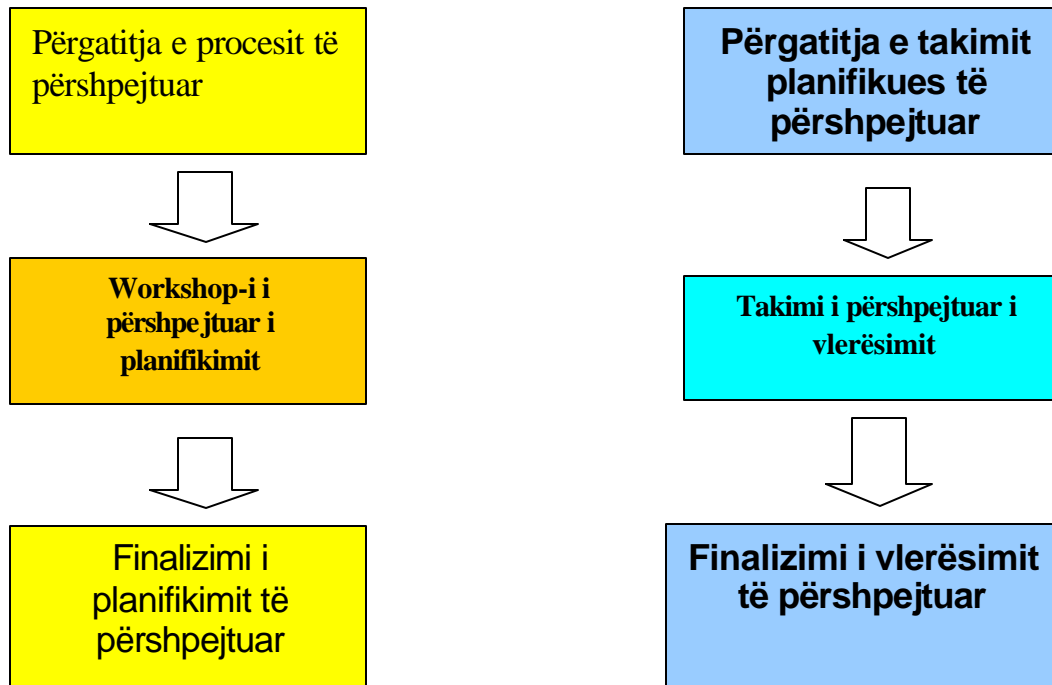 Përgatitja e procesit të
përshpejtuar
Përgatitja e takimit
planifikues të
përshpejtuar
Workshop-i i
përshpejtuar i
planifikimit
Takimi i përshpejtuar i
vlerësimit
Finalizimi i
planifikimit të
përshpejtuar
Finalizimi i vlerësimit
të përshpejtuar